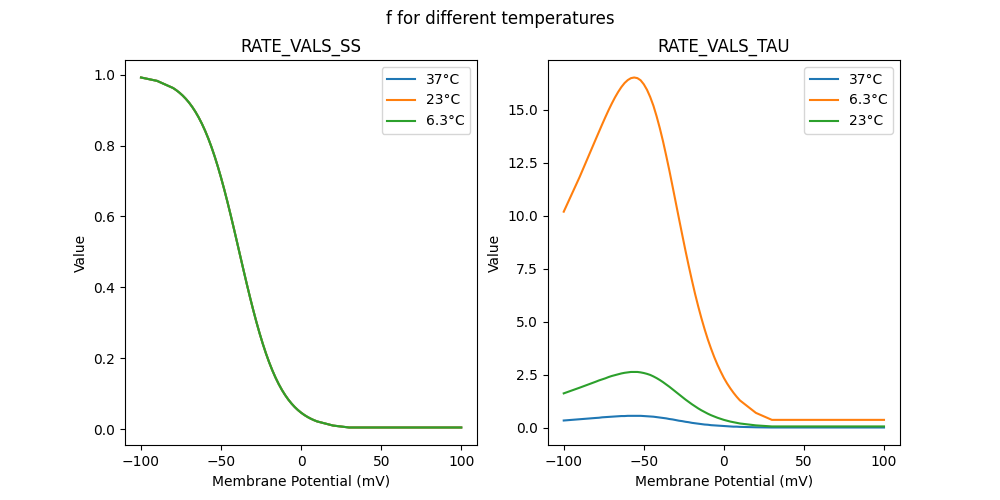 f for different temperatures
RATE_VALS_SS
1.0
0.8
0.6
0.4
0.2
0.0
Value
−100
−50
0
50
100
Membrane Potential (mV)
37°C
23°C
6.3°C
RATE_VALS_TAU
15.0
12.5
10.0
7.5
5.0
2.5
0.0
Value
−100
−50
0
50
100
Membrane Potential (mV)
37°C
6.3°C
23°C